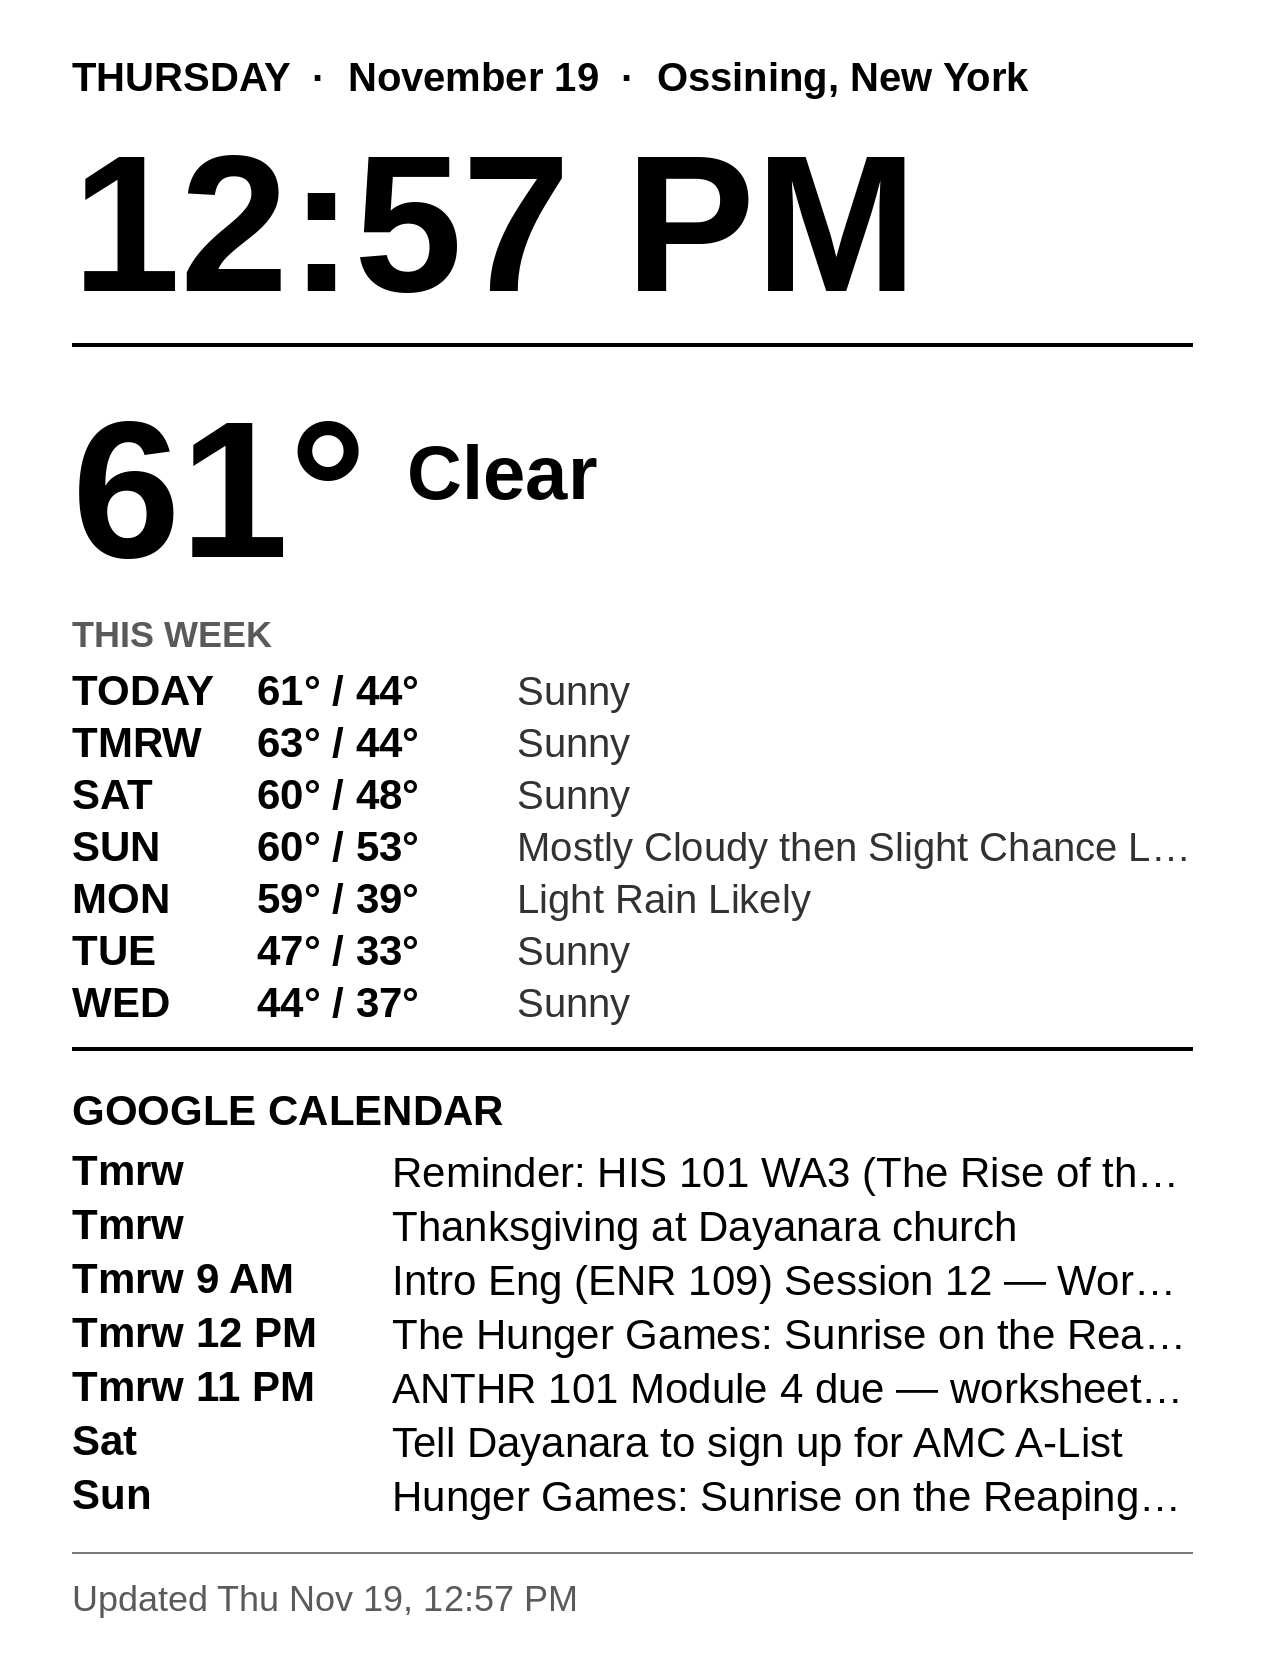 THURSDAY · November 19 · Ossining, New York
12:57 PM
61° Clear
THIS WEEK
TODAY 61° / 44° Sunny
TMRW 63° / 44° Sunny
SAT 60° / 48° Sunny
SUN 60° / 53° Mostly Cloudy then Slight Chance L…
MON 59° / 39° Light Rain Likely
TUE 47° / 33° Sunny
WED 44° / 37° Sunny
GOOGLE CALENDAR
Tmrw Reminder: HIS 101 WA3 (The Rise of th…
Tmrw Thanksgiving at Dayanara church
Tmrw 9 AM Intro Eng (ENR 109) Session 12 — Wor…
Tmrw 12 PM The Hunger Games: Sunrise on the Rea…
Tmrw 11 PM ANTHR 101 Module 4 due — worksheet…
Sat Tell Dayanara to sign up for AMC A-List
Sun Hunger Games: Sunrise on the Reaping…
Updated Thu Nov 19, 12:57 PM